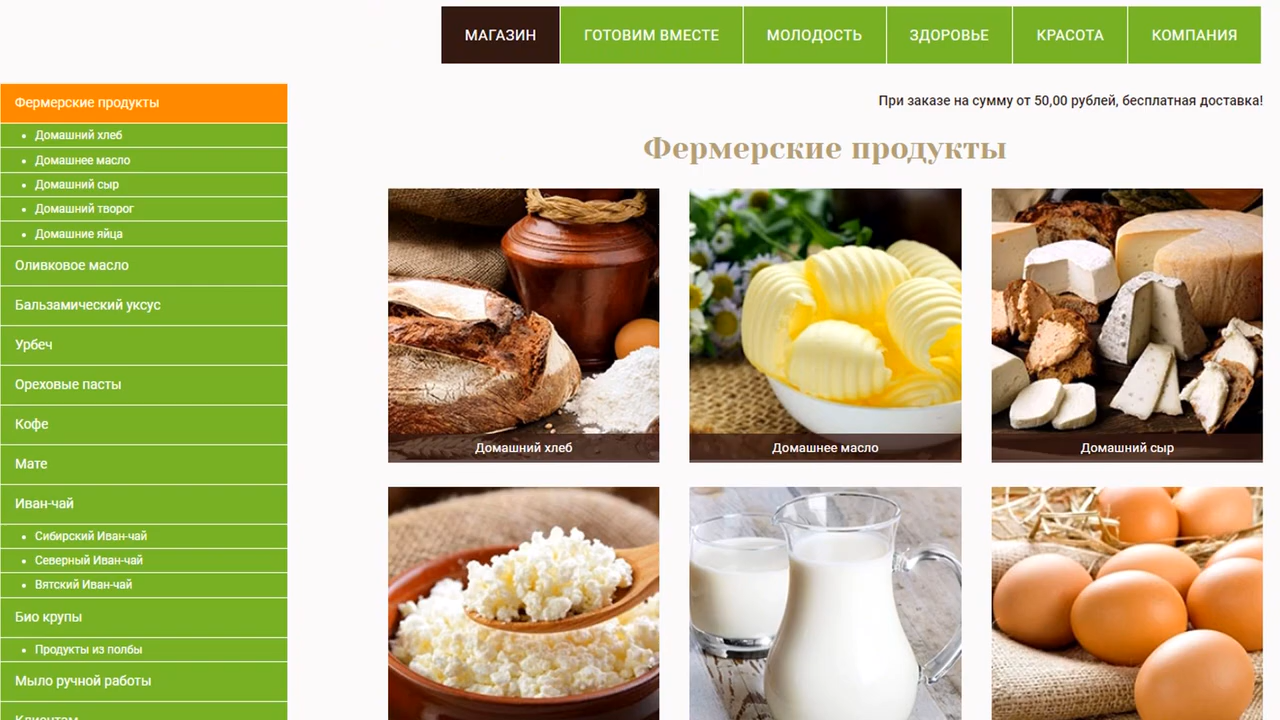 МАГАЗИН
ГОТОВИМ ВМЕСТЕ
МОЛОДОСТЬ
ЗДОРОВЬЕ
КРАСОТА
КОМПАНИЯ
При заказе на сумму от 50,00 рублей, бесплатная доставка!
Фермерские продукты
Домашний хлеб
Домашнее масло
Домашний сыр
Домашний творог
Домашние яйца
Оливковое масло
Бальзамический уксус
Урбеч
Ореховые пасты
Кофе
Мате
Иван-чай
Сибирский Иван-чай
Северный Иван-чай
Вятский Иван-чай
Био крупы
Продукты из полбы
Мыло ручной работы
Клиентам
Фермерские продукты
Домашний хлеб
Домашнее масло
Домашний сыр